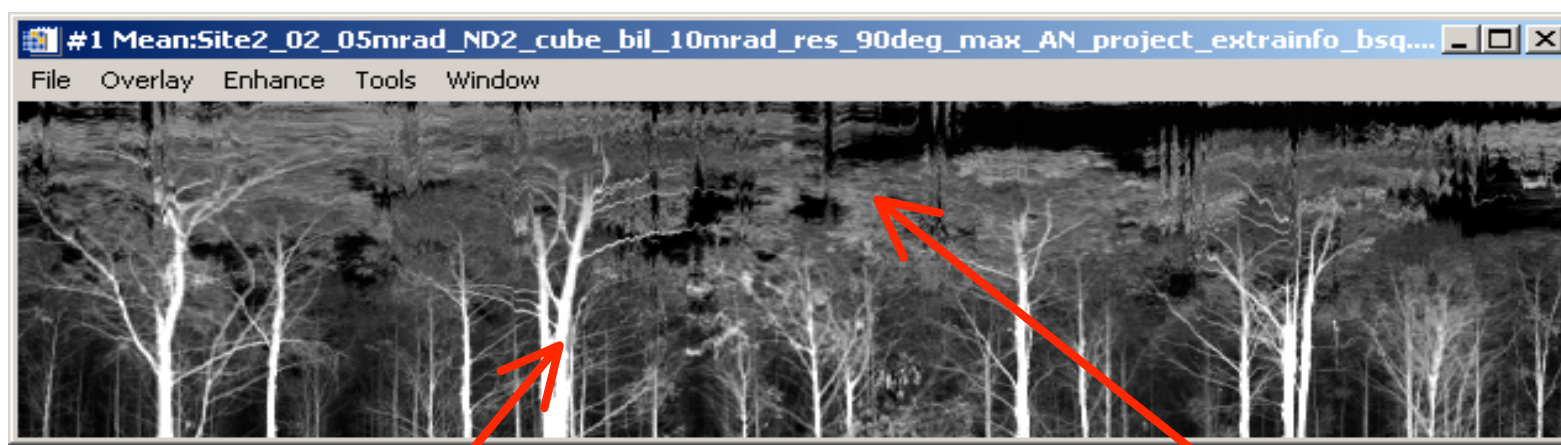 #1 Mean:Site2_02_05mrad_ND2_cube_bil_10mrad_res_90deg_max_AN_project_extrainfo_bsq....
File Overlay Enhance Tools Window